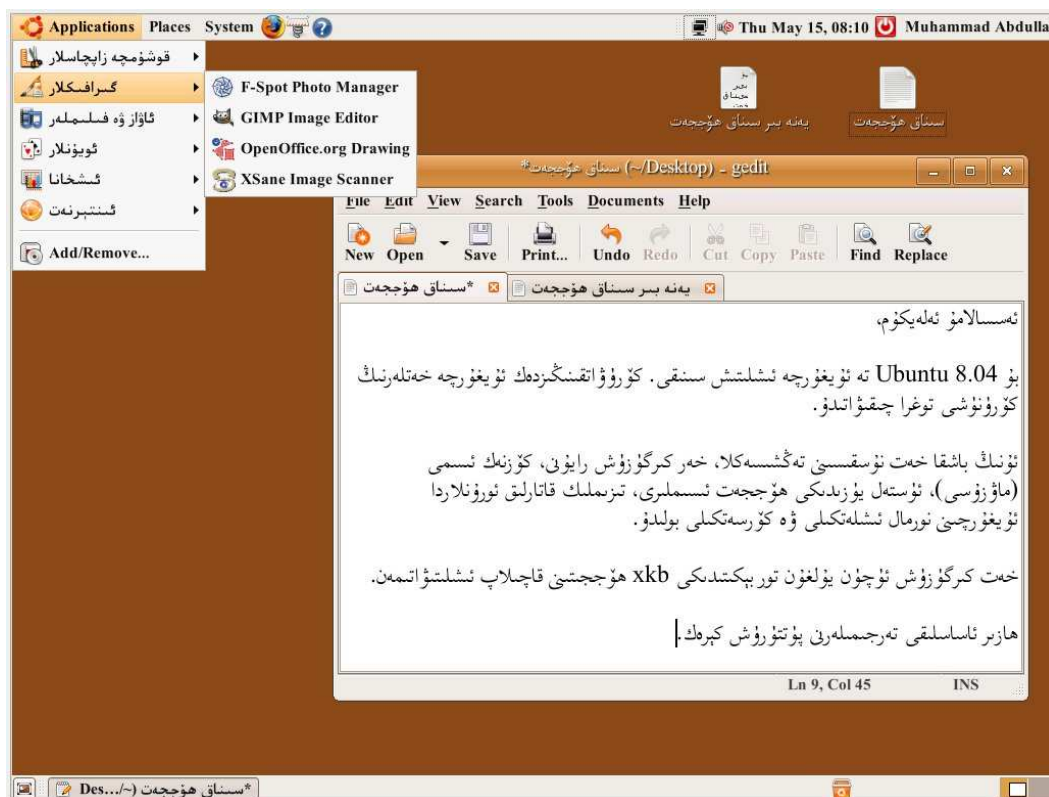 Applications Places System
Thu May 15, 08:10 Muhammad Abdulla
قوشۇمچە زاپچاسلار
گىرافىكلار
ئاۋاز ۋە فىلىملەر
ئويۇنلار
ئىشخانا
ئىنتېرنەت
Add/Remove...
F-Spot Photo Manager
GIMP Image Editor
OpenOffice.org Drawing
XSane Image Scanner
يەنە بىر سىناق ھۆججەت
سىناق ھۆججەت
*سىناق ھۆججەت (~/Desktop) - gedit
File Edit View Search Tools Documents Help
New Open Save Print... Undo Redo Cut Copy Paste Find Replace
*سىناق ھۆججەت
يەنە بىر سىناق ھۆججەت
ئەسسالامۇ ئەلەيكۇم،
بۇ Ubuntu 8.04 تە ئۇيغۇرچە ئىشلىتىش سىنقى. كۆرۈۋاتقىنىڭىزدەك ئۇيغۇرچە خەتلەرنىڭ
كۆرۈنۈشى توغرا چىقىۋاتىدۇ.
ئۇنىڭ باشقا خەت نۇسقىسىنى تەڭشىسەكلا، خەر كىرگۈزۈش رايۇنى، كۆزنەك ئىسمى
(ماۋزۇسى)، ئۈستەل يۈزىدىكى ھۆججەت ئىسىملىرى، تىزىملىك قاتارلىق ئورۇنلاردا
ئۇيغۇرچىنى نورمال ئىشلەتكىلى ۋە كۆرسەتكىلى بولىدۇ.
خەت كىرگۈزۈش ئۈچۈن يۇلغۇن تور بېكىتىدىكى xkb ھۆججىتىنى قاچىلاپ ئىشلىتىۋاتىمەن.
ھازىر ئاساسلىقى تەرجىمىلەرنى پۈتتۈرۈش كېرەك.
Ln 9, Col 45 INS
*سىناق ھۆججەت (~/Des...